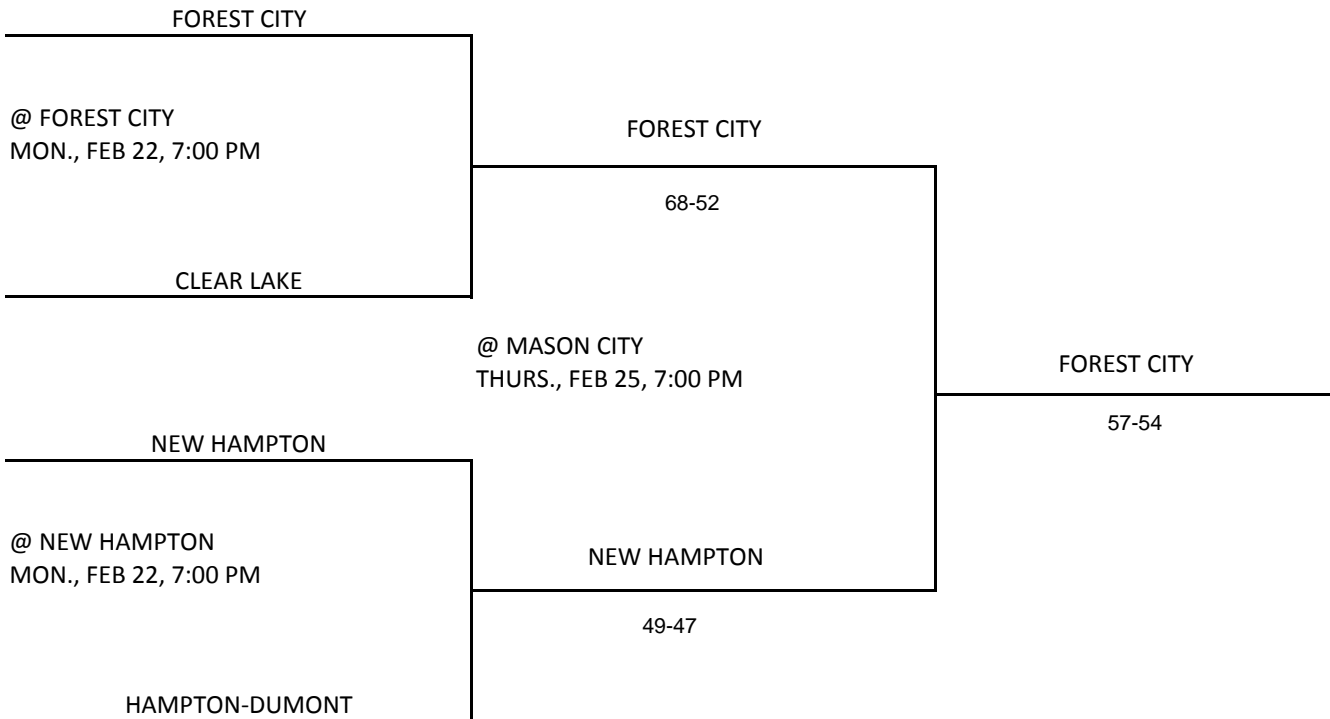 FOREST CITY
@ FOREST CITY
MON., FEB 22, 7:00 PM
FOREST CITY
68-52
CLEAR LAKE
@ MASON CITY
THURS., FEB 25, 7:00 PM
FOREST CITY
57-54
NEW HAMPTON
@ NEW HAMPTON
MON., FEB 22, 7:00 PM
NEW HAMPTON
49-47
HAMPTON-DUMONT